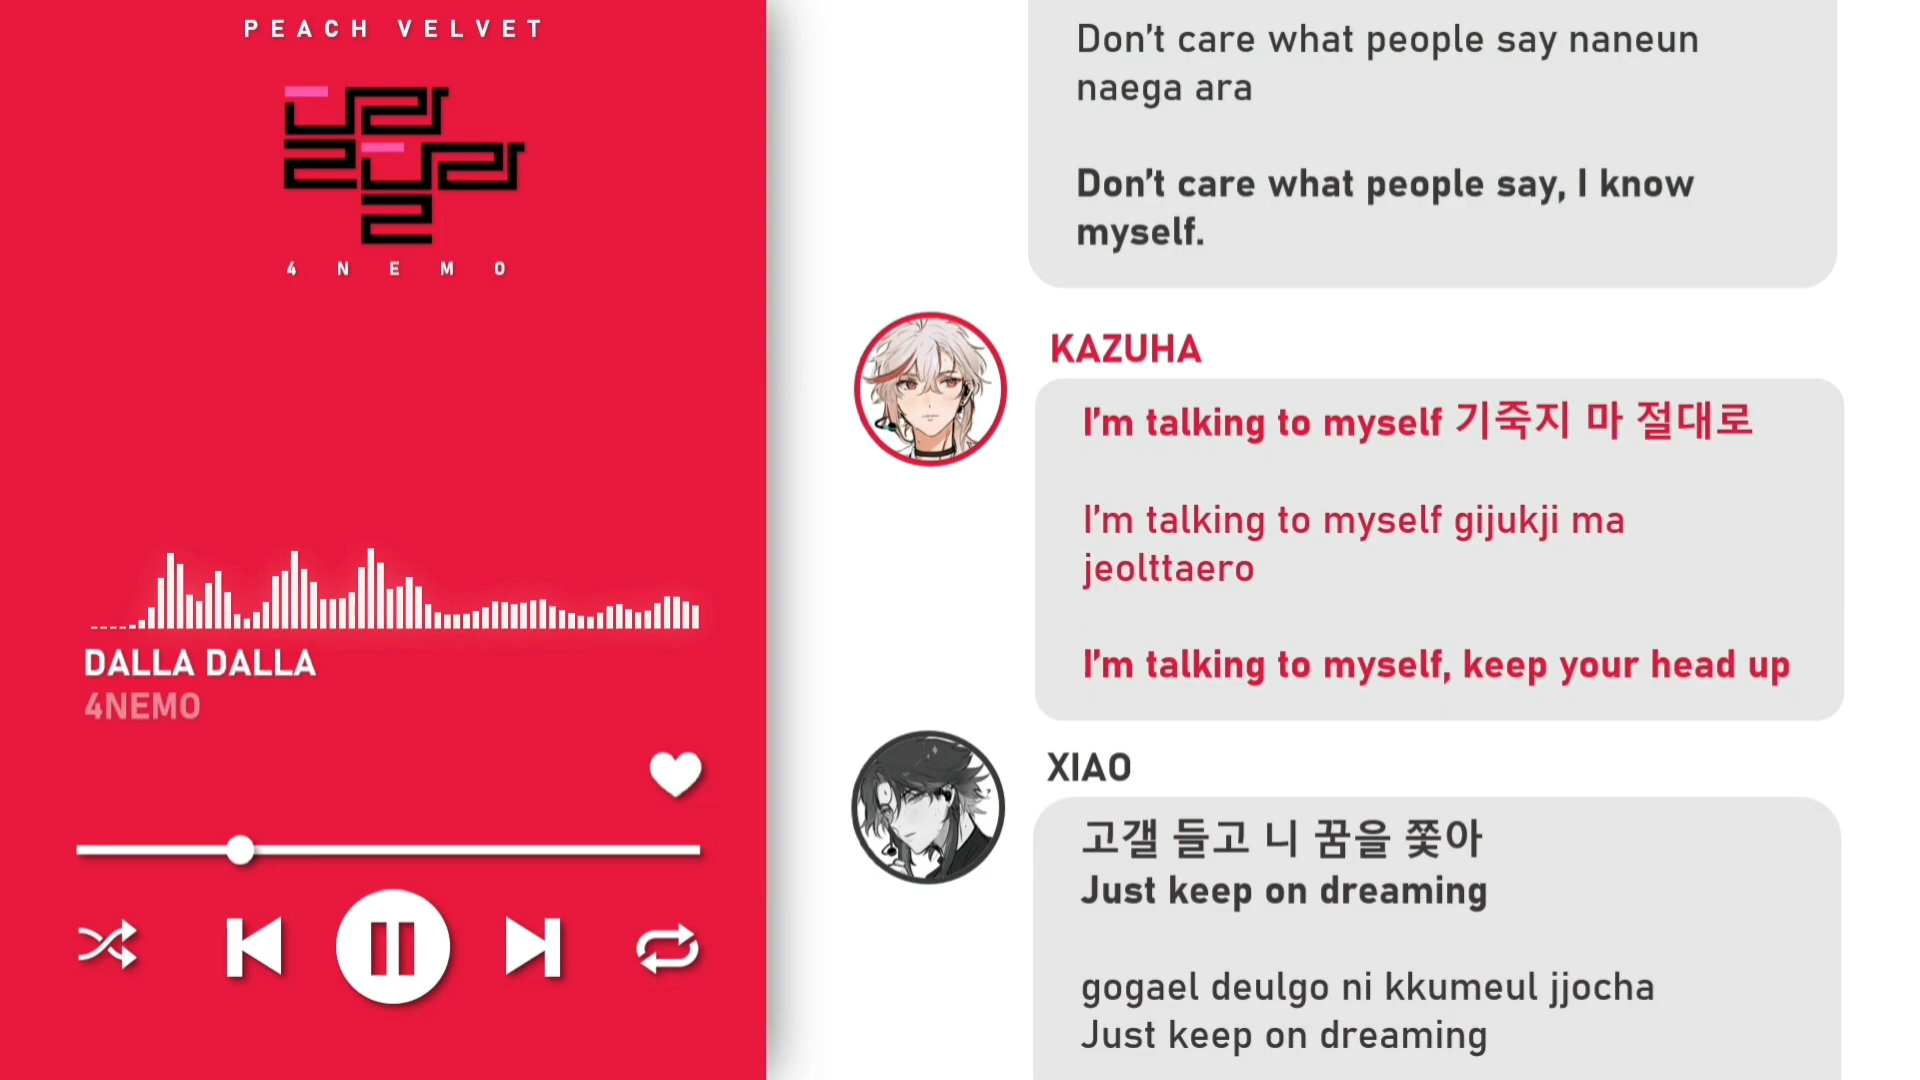 PEACH VELVET
달라
달라
4 N E M O
DALLA DALLA
4NEMO
Don't care what people say naneun
naega ara
Don't care what people say, I know
myself.
KAZUHA
I'm talking to myself 기죽지 마 절대로
I'm talking to myself gijukji ma
jeolttaero
I'm talking to myself, keep your head up
XIAO
고갤 들고 니 꿈을 쫓아
Just keep on dreaming
gogael deulgo ni kkumeul jjocha
Just keep on dreaming